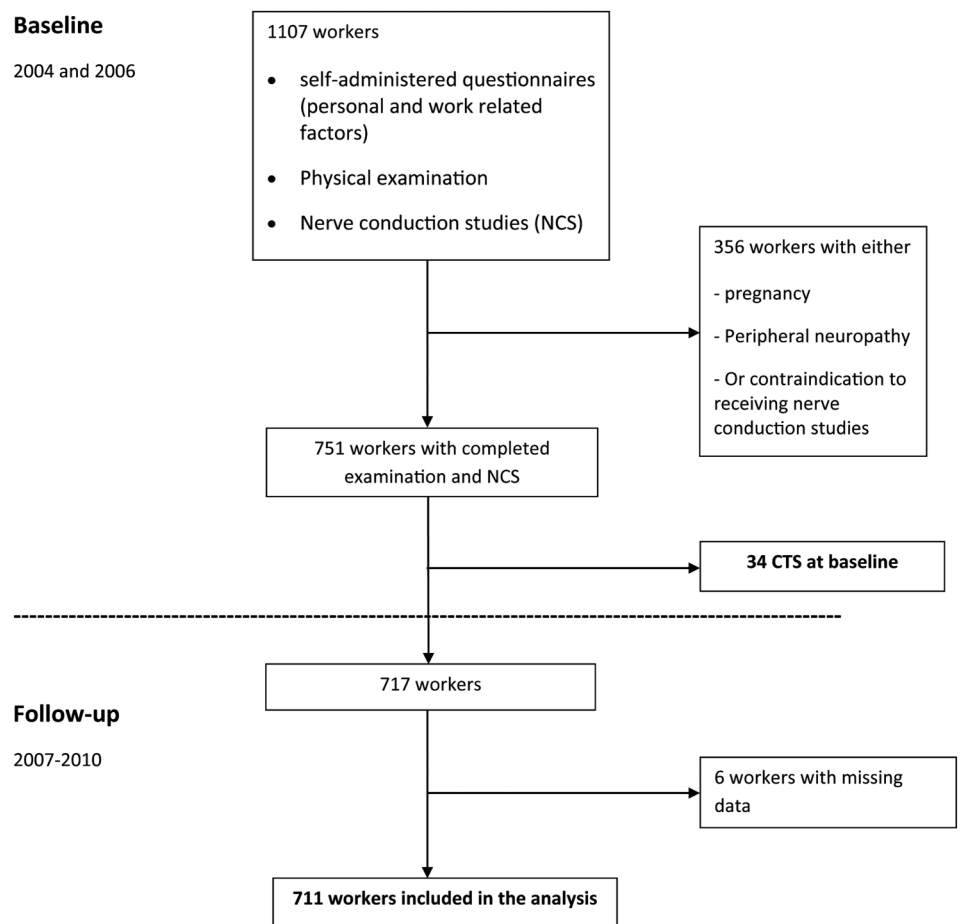 Baseline
2004 and 2006
1107 workers
• self-administered questionnaires
(personal and work related
factors)
• Physical examination
• Nerve conduction studies (NCS)
356 workers with either
- pregnancy
- Peripheral neuropathy
- Or contraindication to
receiving nerve
conduction studies
751 workers with completed
examination and NCS
34 CTS at baseline
717 workers
Follow-up
2007-2010
6 workers with missing
data
711 workers included in the analysis